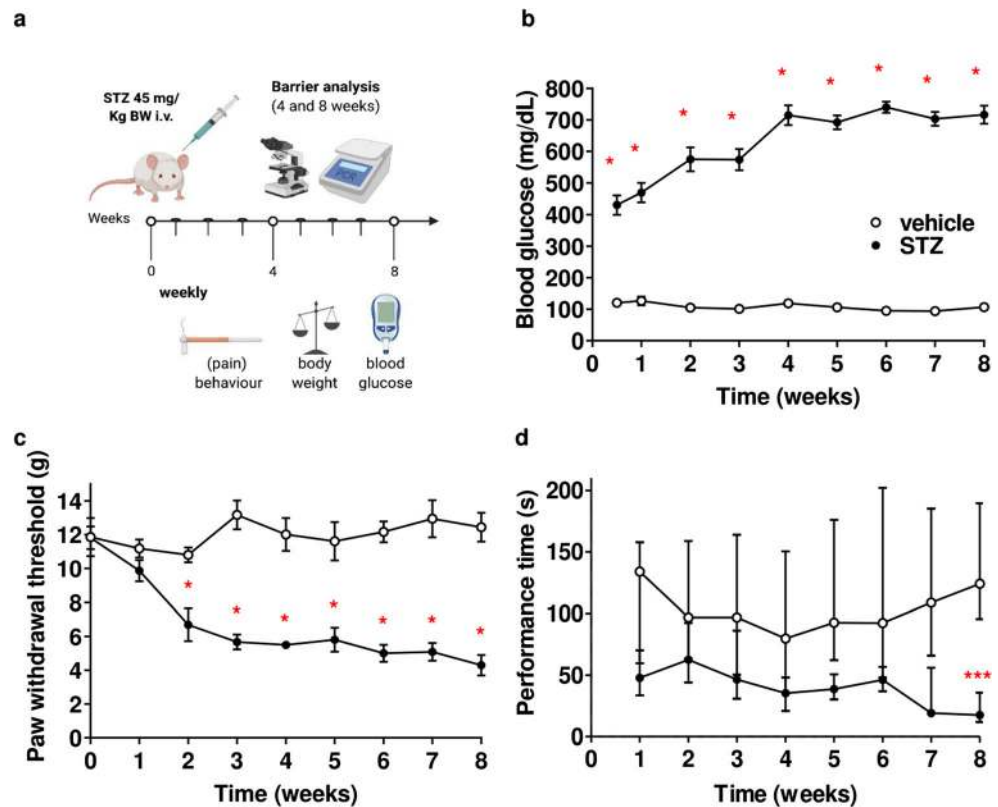 a
STZ 45 mg/
Kg BW i.v.
Barrier analysis
(4 and 8 weeks)
PCR
Weeks
0
4
8
weekly
(pain)
behaviour
body
weight
blood
glucose
b
Blood glucose (mg/dL)
800
700
600
500
400
300
200
100
0
* * * * * * * * *
vehicle
STZ
0 1 2 3 4 5 6 7 8
Time (weeks)
c
Paw withdrawal threshold (g)
14
12
10
8
6
4
2
0
* * * * * * *
0 1 2 3 4 5 6 7 8
Time (weeks)
d
Performance time (s)
200
150
100
50
0
***
0 1 2 3 4 5 6 7 8
Time (weeks)